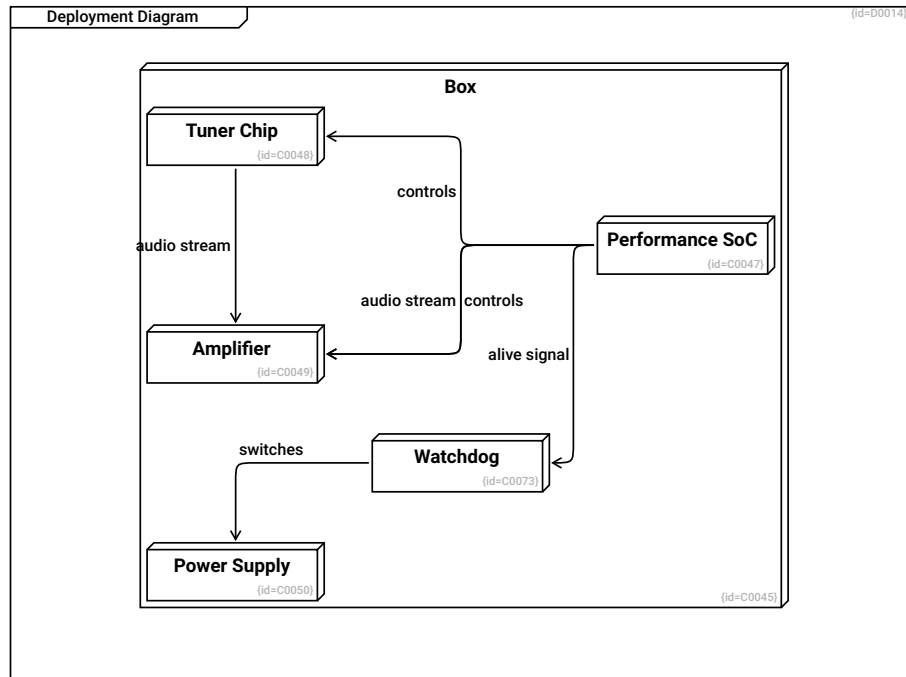 Deployment Diagram
{id=D0014}
Box
Tuner Chip
{id=C0048}
controls
Performance SoC
{id=C0047}
audio stream
audio stream
controls
Amplifier
{id=C0049}
alive signal
switches
Watchdog
{id=C0073}
Power Supply
{id=C0050}
{id=C0045}